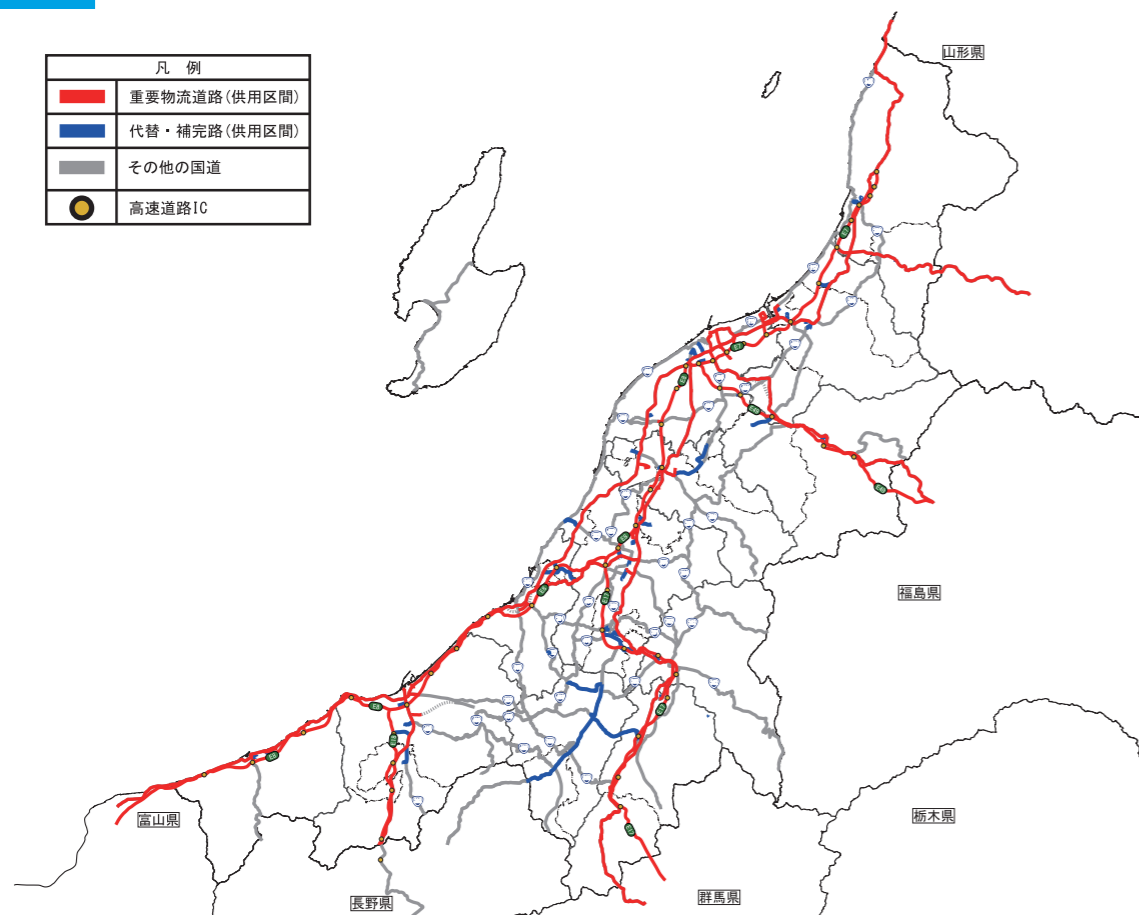 凡 例
重要物流道路(供用区間)
代替・補完路(供用区間)
その他の国道
高速道路IC
山形県
福島県
栃木県
群馬県
長野県
富山県